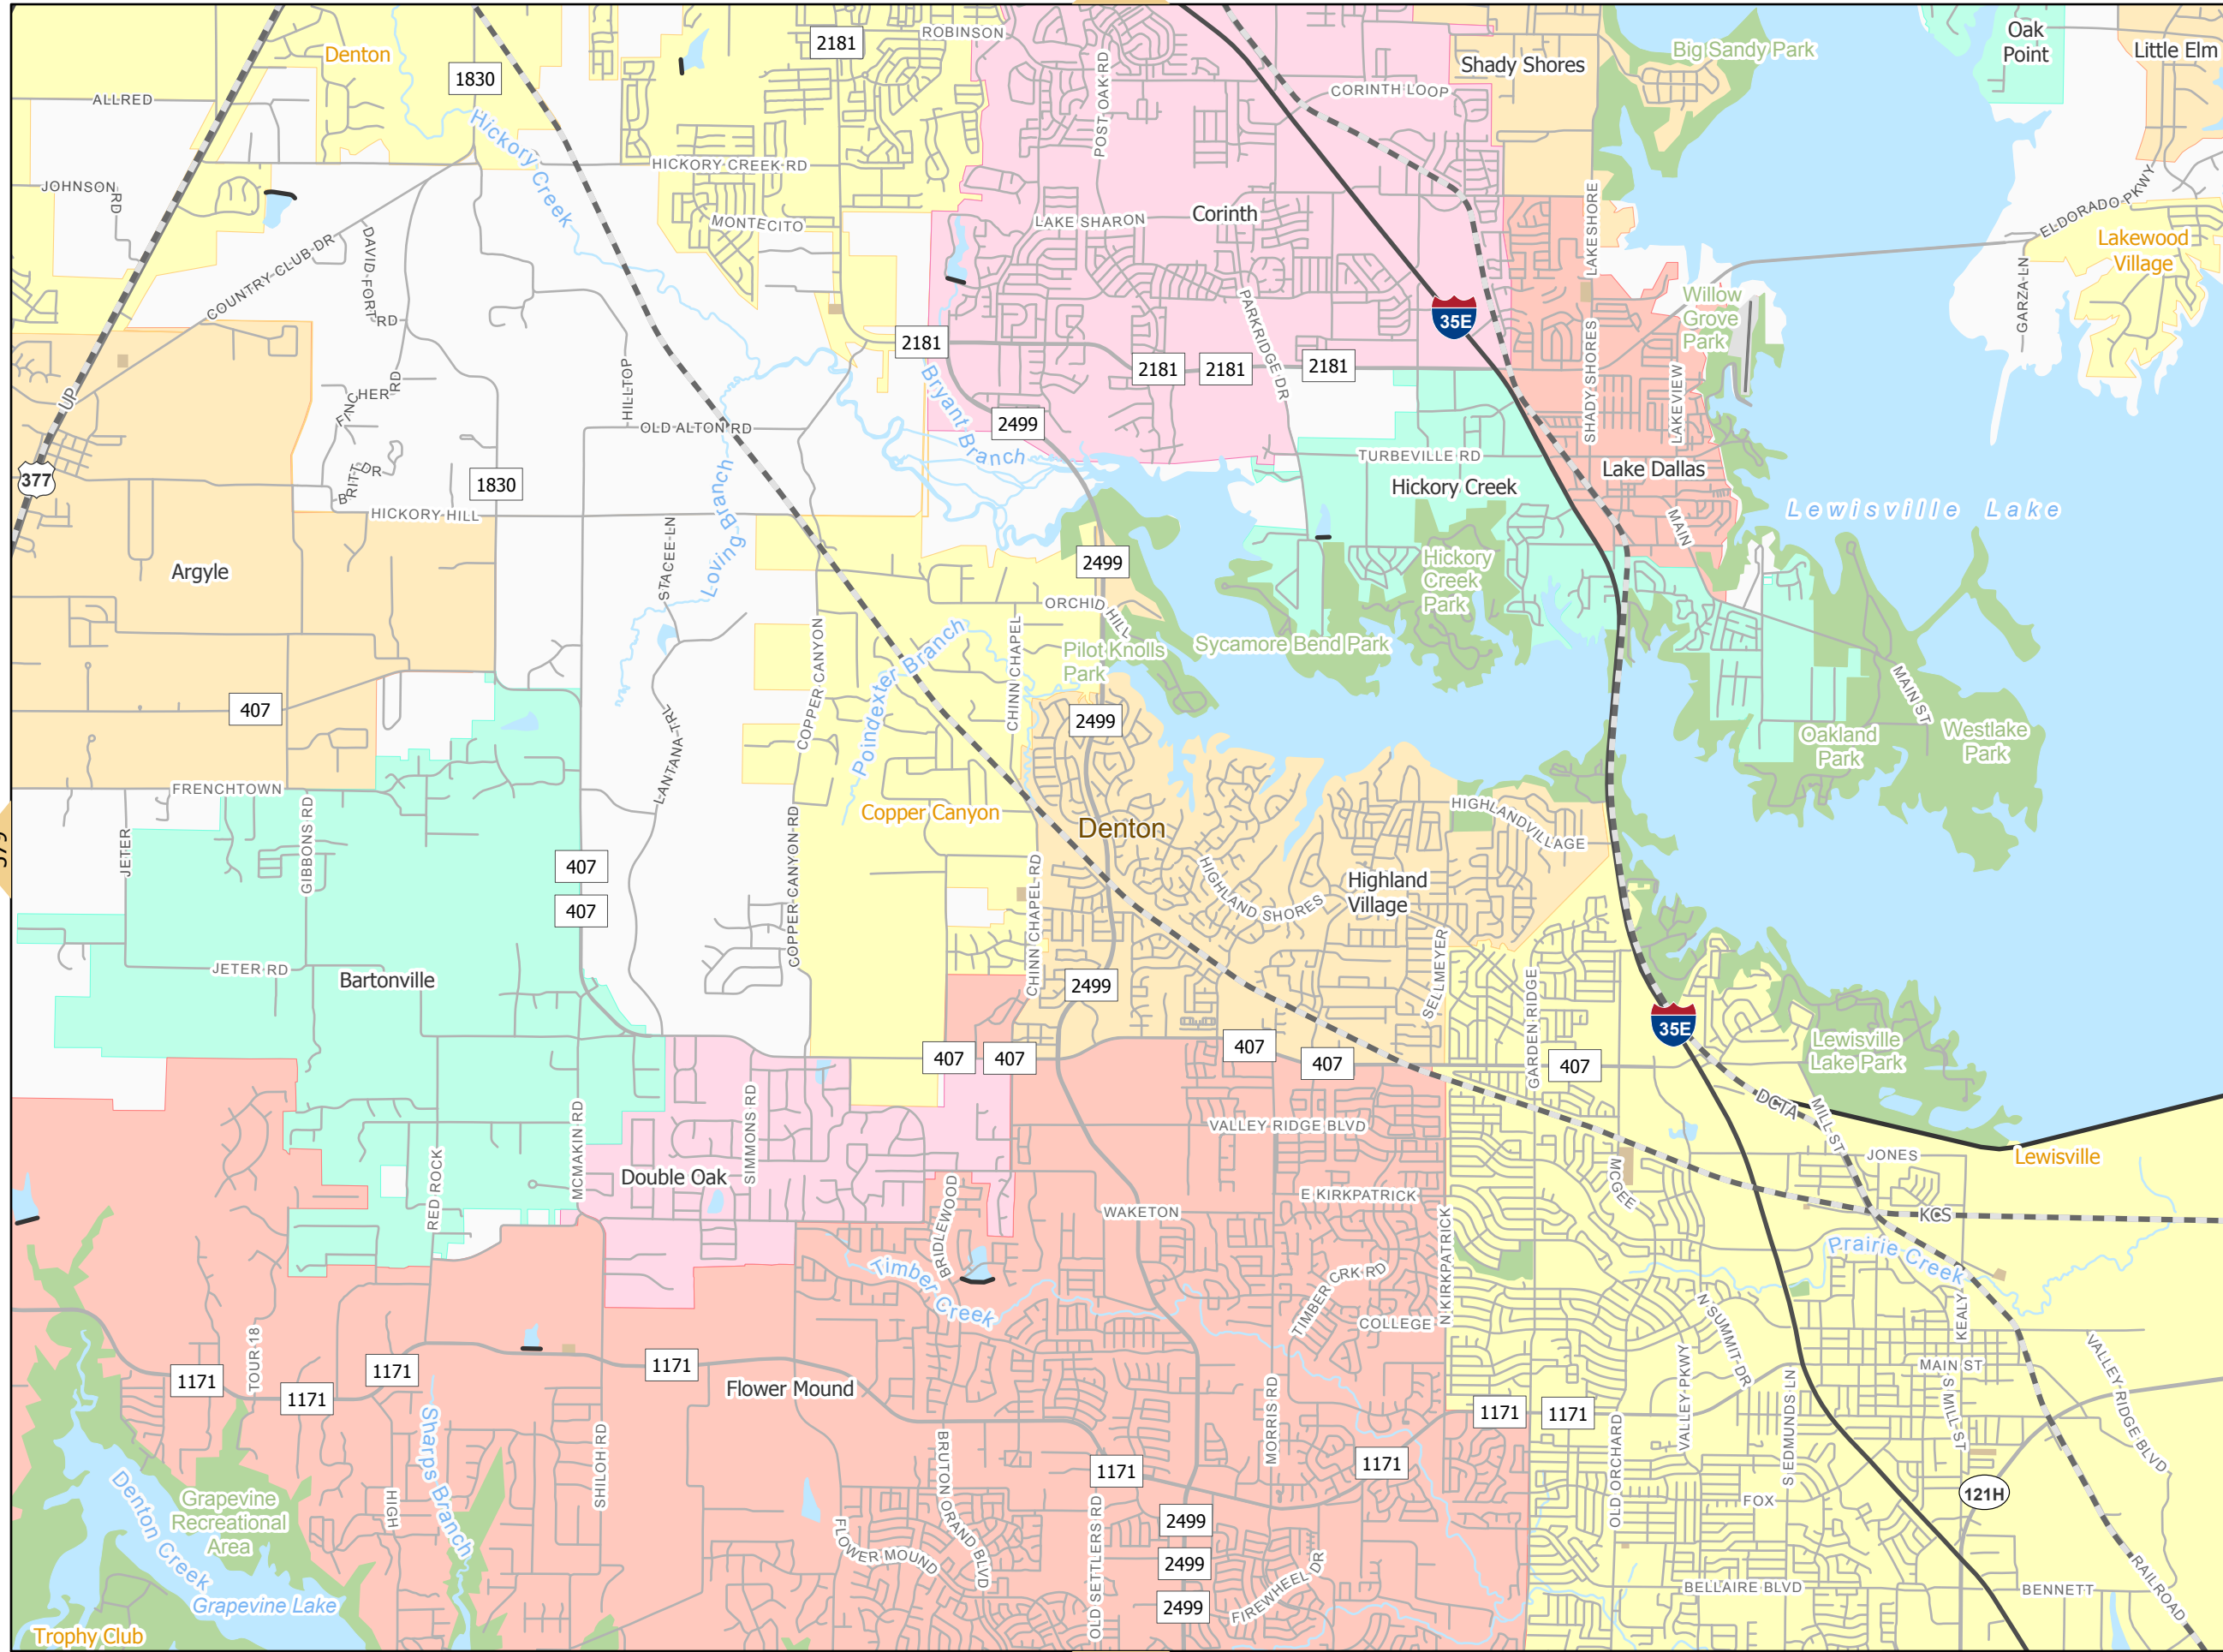 Denton
1830
2181
ROBINSON
Shady Shores
Big Sandy Park
Oak
Point
Little Elm
ALLRED
POST OAK RD
CORINTH LOOP
Hickory Creek
HICKORY CREEK RD
JOHNSON RD
MONTECITO
LAKE SHARON
Corinth
LAKESHORE
ELDORADO PKWY
Lakewood
Village
COUNTRY CLUB DR
DAVID FORT RD
GARZA LN
PARKRIDGE DR
35E
Willow
Grove
Park
UP
FINCHER RD
HILLTOP
2181
2181
2181
2181
Bryant Branch
SHADY SHORES
LAKEVIEW
OLD ALTON RD
2499
377
BRITT DR
1830
HICKORY HILL
Loving Branch
TURBEVILLE RD
Hickory Creek
Lake Dallas
MAIN
Lewisville Lake
STACEE LN
Argyle
2499
Hickory
Creek
Park
ORCHID HILL
COPPER CANYON
Poindexter Branch
CHINN CHAPEL
Pilot Knolls
Park
Sycamore Bend Park
407
LANTANA TRL
2499
MAIN ST
Oakland
Park
Westlake
Park
FRENCHTOWN
GIBBONS RD
JETER
Copper Canyon
Denton
HIGHLANDVILLAGE
407
407
COPPER CANYON RD
CHINN CHAPEL RD
HIGHLAND SHORES
Highland
Village
JETER RD
Bartonville
2499
SELLMEYER
GARDEN RIDGE
35E
407
407
407
407
407
Lewisville
Lake Park
DCTA
MILL ST
SIMMONS RD
MCMAKIN RD
VALLEY RIDGE BLVD
Lewisville
JONES
RED ROCK
Double Oak
BRIDLEWOOD
WAKETON
E KIRKPATRICK
N KIRKPATRICK
MCGEE
KCS
Prairie Creek
Timber Creek
TIMBER CRK RD
COLLEGE
N SUMMIT DR
KEALY
TOUR 18
1171
1171
1171
1171
Flower Mound
MAIN ST
VALLEY RIDGE BLVD
Sharps Branch
SHILOH RD
MORRIS RD
1171
1171
VALLEY PKWY
S EDMUNDS LN
S MILL ST
OLD ORCHARD
1171
1171
BRUTON ORAND BLVD
Grapevine
Recreational
Area
HIGH
Denton Creek
2499
2499
2499
FOX
121H
FLOWER MOUND
OLD SETTLERS RD
FIREWHEEL DR
BELLAIRE BLVD
BENNETT
RAILROAD
Grapevine Lake
Trophy Club